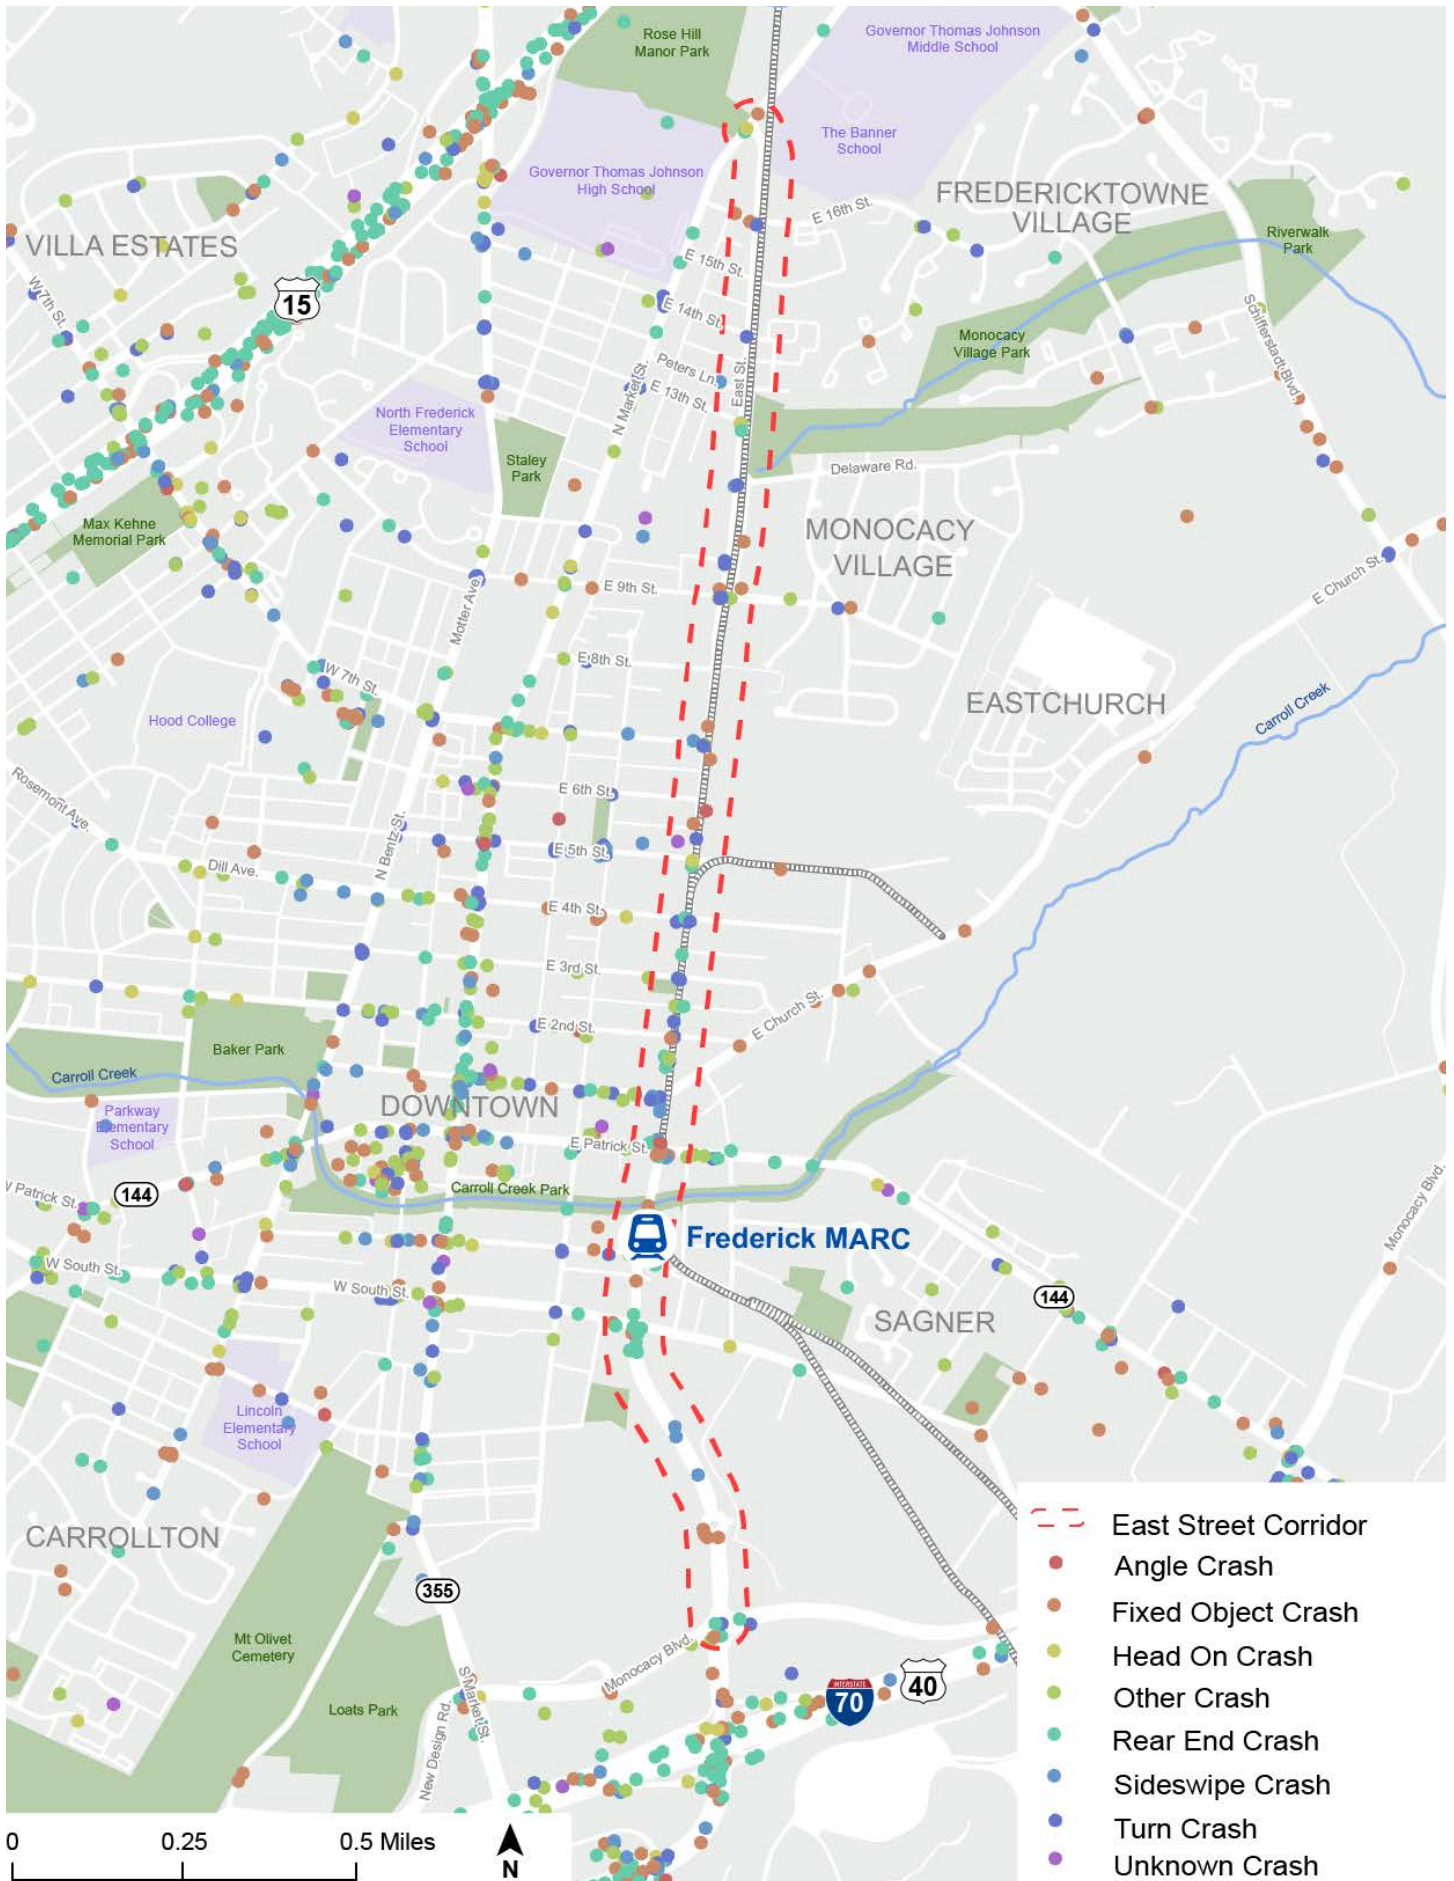 Rose Hill
Manor Park
Governor Thomas Johnson
Middle School
The Banner
School
Governor Thomas Johnson
High School
FREDERICKTOWNE
VILLAGE
E 16th St.
Riverwalk
Park
VILLA ESTATES
W 7th St.
15
E 15th St.
E 14th St.
Monocacy
Village Park
Schifferstadt Blvd.
Peters Ln.
E 13th St.
East St.
N Market St.
North Frederick
Elementary
School
Staley
Park
Delaware Rd.
Max Kehne
Memorial Park
MONOCACY
VILLAGE
E 9th St.
Motter Ave.
E Church St.
E 8th St.
W 7th St.
EASTCHURCH
Carroll Creek
Hood College
E 6th St.
Rosemont Ave.
N Bentz St.
E 5th St.
Dill Ave.
E 4th St.
E 3rd St.
E Church St.
E 2nd St.
Baker Park
Carroll Creek
DOWNTOWN
Parkway
Elementary
School
E Patrick St.
W Patrick St.
144
Carroll Creek Park
Monocacy Blvd.
Frederick MARC
W South St.
W South St.
144
SAGNER
Lincoln
Elementary
School
CARROLLTON
355
Mt Olivet
Cemetery
Monocacy Blvd.
S Market St.
New Design Rd.
Loats Park
INTERSTATE
70
40
East Street Corridor
Angle Crash
Fixed Object Crash
Head On Crash
Other Crash
Rear End Crash
Sideswipe Crash
Turn Crash
Unknown Crash
0 0.25 0.5 Miles
N